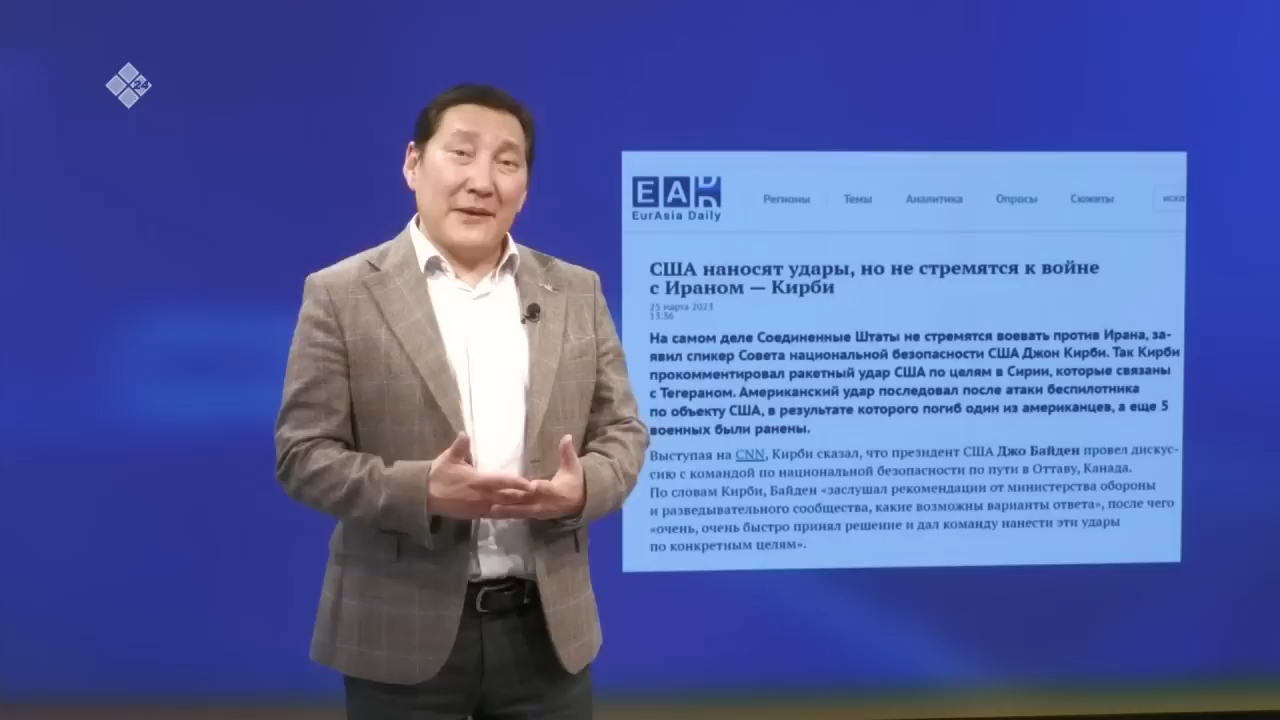 24
EAD
EurAsia Daily
Регионы Темы Аналитика Опросы Сюжеты
США наносят удары, но не стремятся к войне
с Ираном — Кирби
25 марта 2023
13:36
На самом деле Соединенные Штаты не стремятся воевать против Ирана, за-
явил спикер Совета национальной безопасности США Джон Кирби. Так Кирби
прокомментировал ракетный удар США по целям в Сирии, которые связаны
с Тегераном. Американский удар последовал после атаки беспилотника
по объекту США, в результате которого погиб один из американцев, а еще 5
военных были ранены.
Выступая на CNN, Кирби сказал, что президент США Джо Байден провел дискус-
сию с командой по национальной безопасности по пути в Оттаву, Канада.
По словам Кирби, Байден «заслушал рекомендации от министерства обороны
и разведывательного сообщества, какие возможны варианты ответа», после чего
«очень, очень быстро принял решение и дал команду нанести эти удары
по конкретным целям».